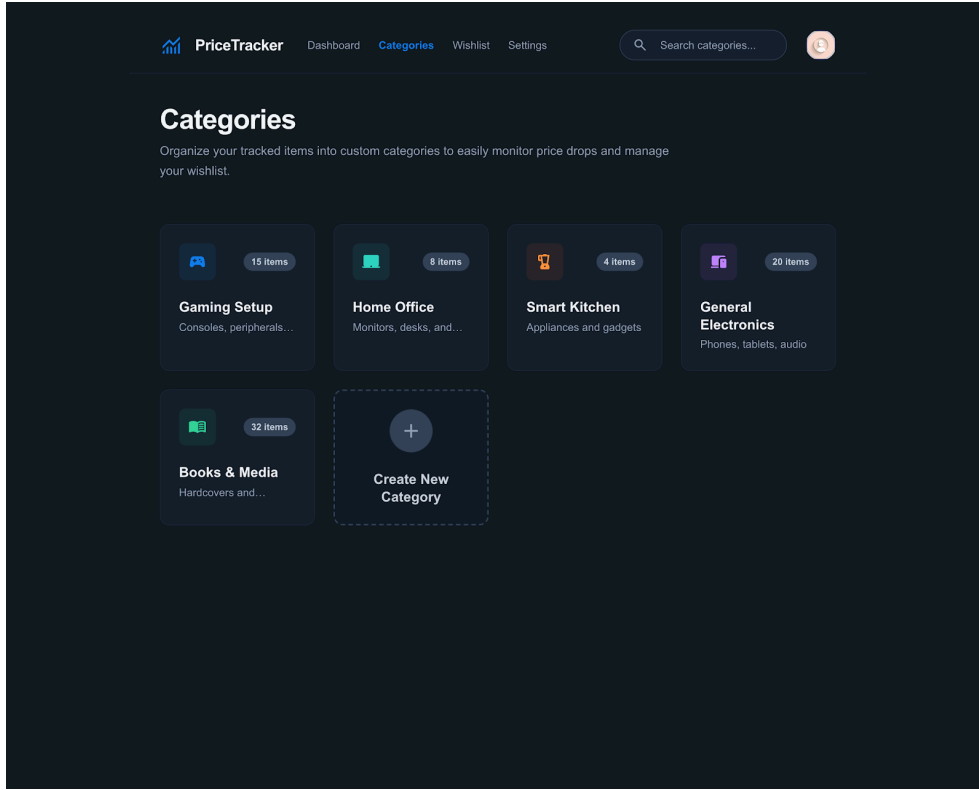 PriceTracker
Dashboard
Categories
Wishlist
Settings
Search categories...
Categories
Organize your tracked items into custom categories to easily monitor price drops and manage
your wishlist.
15 items
Gaming Setup
Consoles, peripherals…
8 items
Home Office
Monitors, desks, and…
4 items
Smart Kitchen
Appliances and gadgets
20 items
General
Electronics
Phones, tablets, audio
32 items
Books & Media
Hardcovers and…
Create New
Category